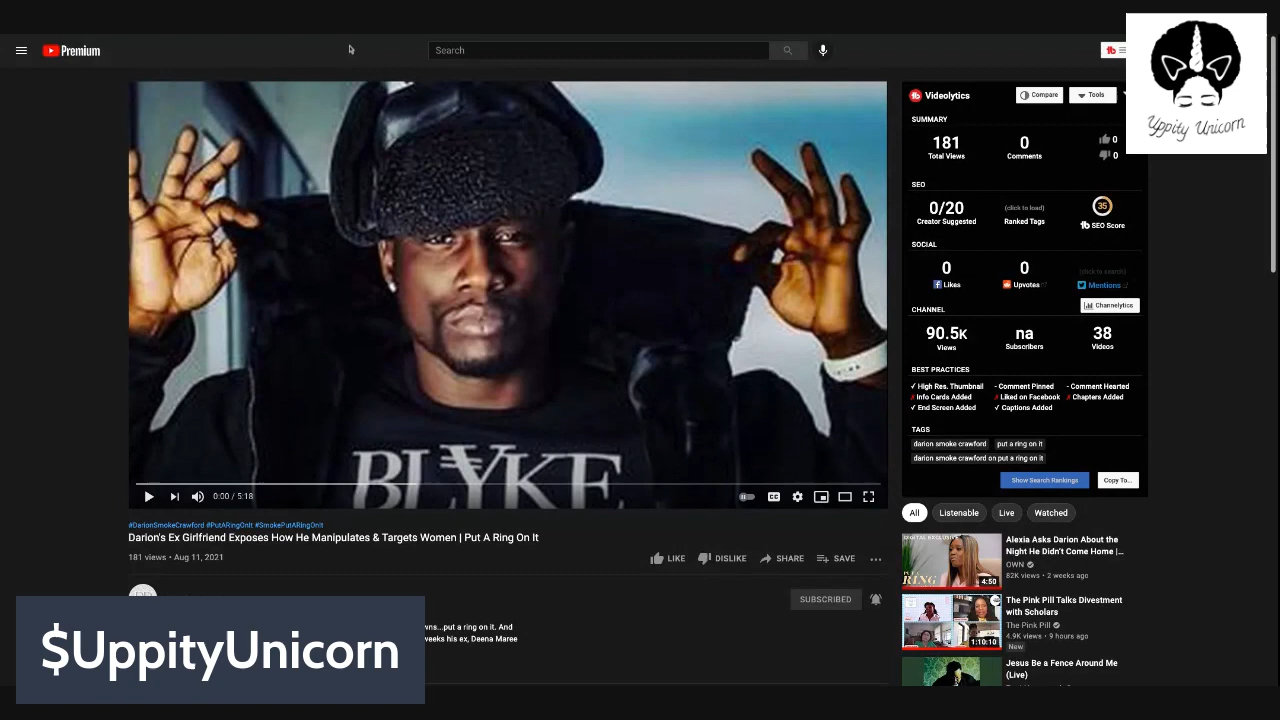 Premium
Search
Uppity Unicorn
Videolytics
Compare
Tools
SUMMARY
181
Total Views
0
Comments
0
0
SEO
0/20
Creator Suggested
(click to load)
Ranked Tags
35
SEO Score
SOCIAL
0
Likes
0
Upvotes
(click to search)
Mentions
Channelytics
CHANNEL
90.5K
Views
na
Subscribers
38
Videos
BEST PRACTICES
✓ High Res. Thumbnail
- Comment Pinned
- Comment Hearted
✗ Info Cards Added
✗ Liked on Facebook
✗ Chapters Added
✓ End Screen Added
✓ Captions Added
TAGS
darion smoke crawford
put a ring on it
darion smoke crawford on put a ring on it
Show Search Rankings
Copy To...
BLYKE
0:00 / 5:18
#DarionSmokeCrawford #PutARingOnIt #SmokePutARingOnIt
Darion's Ex Girlfriend Exposes How He Manipulates & Targets Women | Put A Ring On It
181 views • Aug 11, 2021
LIKE
DISLIKE
SHARE
SAVE
SUBSCRIBED
wns...put a ring on it. And
weeks his ex, Deena Maree
$UppityUnicorn
All
Listenable
Live
Watched
DIGITAL EXCLUSIVE
RING
4:50
Alexia Asks Darion About the
Night He Didn't Come Home |...
OWN
82K views • 2 weeks ago
1:10:10
The Pink Pill Talks Divestment
with Scholars
The Pink Pill
4.9K views • 9 hours ago
New
Jesus Be a Fence Around Me
(Live)